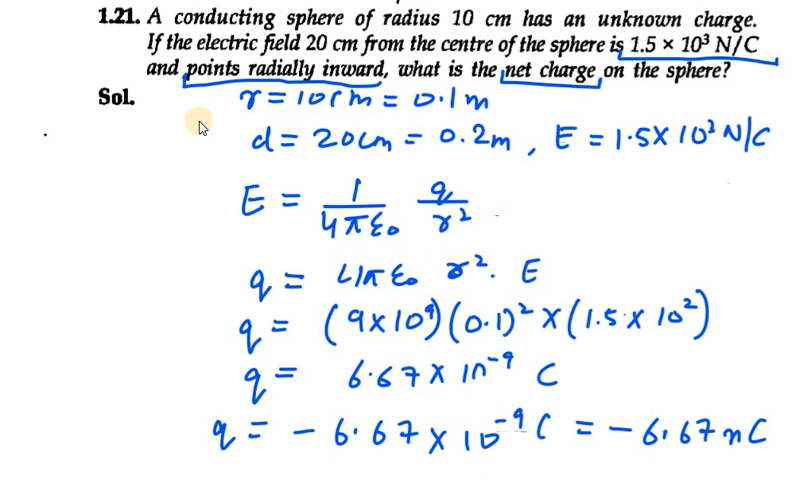 1.21. A conducting sphere of radius 10 cm has an unknown charge.
If the electric field 20 cm from the centre of the sphere is 1.5 × 10³ N/C
and points radially inward, what is the net charge on the sphere?
Sol. r = 10cm = 0.1m
d = 20cm = 0.2m , E = 1.5×10² N/C
E = 1/4πε₀ q/r²
q = 4πε₀ r². E
q = (9×10⁹)(0.1)²×(1.5×10²)
q = 6.67×10⁻⁹ C
q = - 6.67×10⁻⁹ C = - 6.67nC